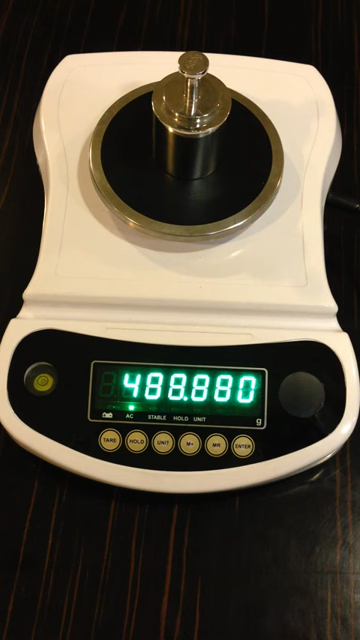 488.880
AC STABLE HOLD UNIT
g
TARE HOLD UNIT M+ MR ENTER